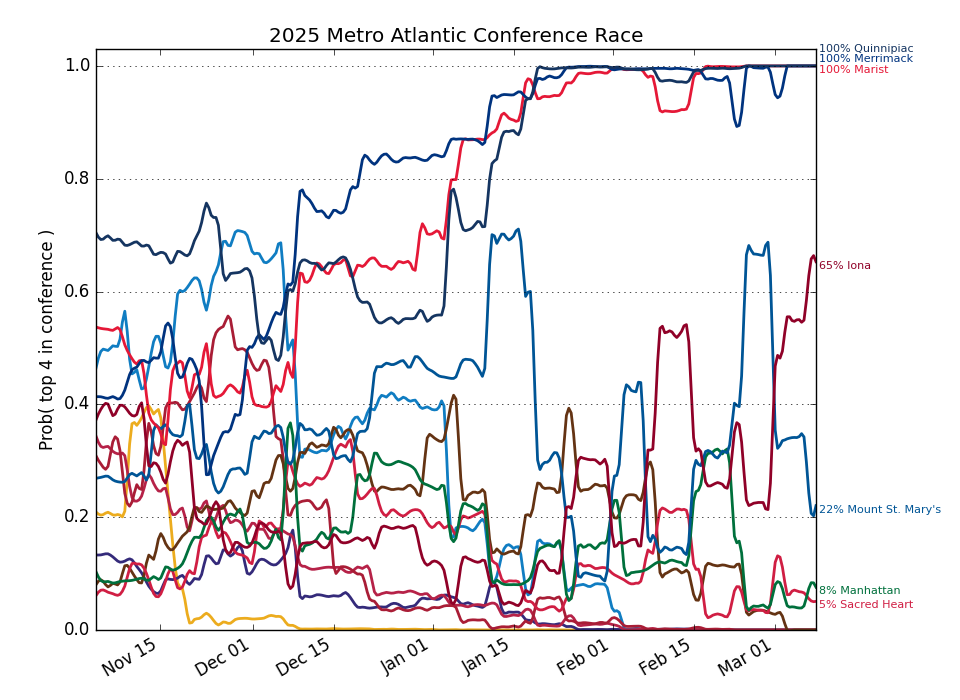 2025 Metro Atlantic Conference Race
Prob( top 4 in conference )
1.0
0.8
0.6
0.4
0.2
0.0
Nov 15
Dec 01
Dec 15
Jan 01
Jan 15
Feb 01
Feb 15
Mar 01
100% Quinnipiac
100% Merrimack
100% Marist
65% Iona
22% Mount St. Mary's
8% Manhattan
5% Sacred Heart